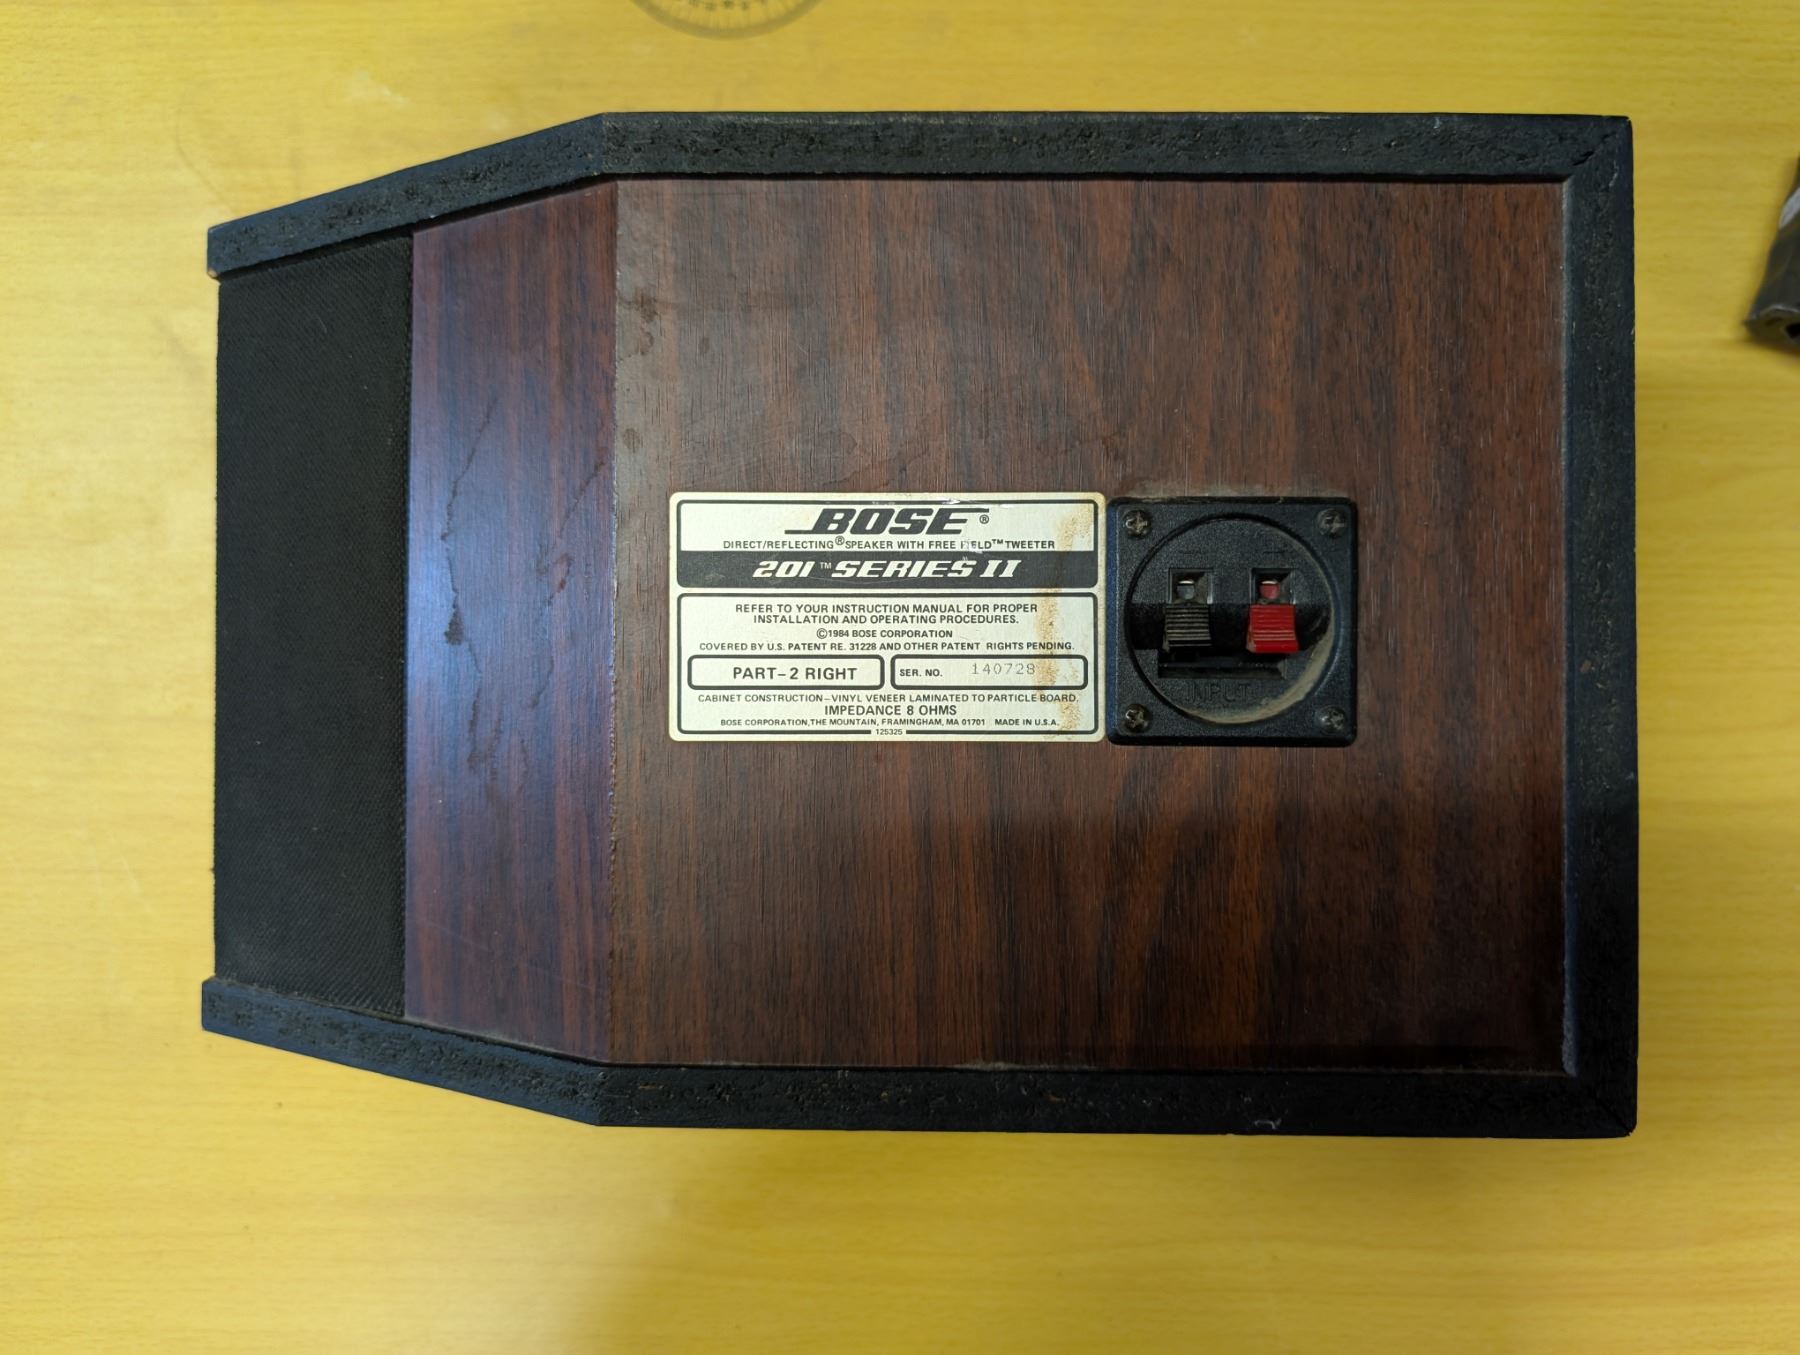 BOSE®
DIRECT/REFLECTING® SPEAKER WITH FREE FIELD™ TWEETER
201™ SERIES II
REFER TO YOUR INSTRUCTION MANUAL FOR PROPER
INSTALLATION AND OPERATING PROCEDURES.
©1984 BOSE CORPORATION
COVERED BY U.S. PATENT RE. 31228 AND OTHER PATENT RIGHTS PENDING.
PART-2 RIGHT
SER. NO. 140728
CABINET CONSTRUCTION-VINYL VENEER LAMINATED TO PARTICLE BOARD.
IMPEDANCE 8 OHMS
BOSE CORPORATION, THE MOUNTAIN, FRAMINGHAM, MA 01701 MADE IN U.S.A.
125325
INPUT